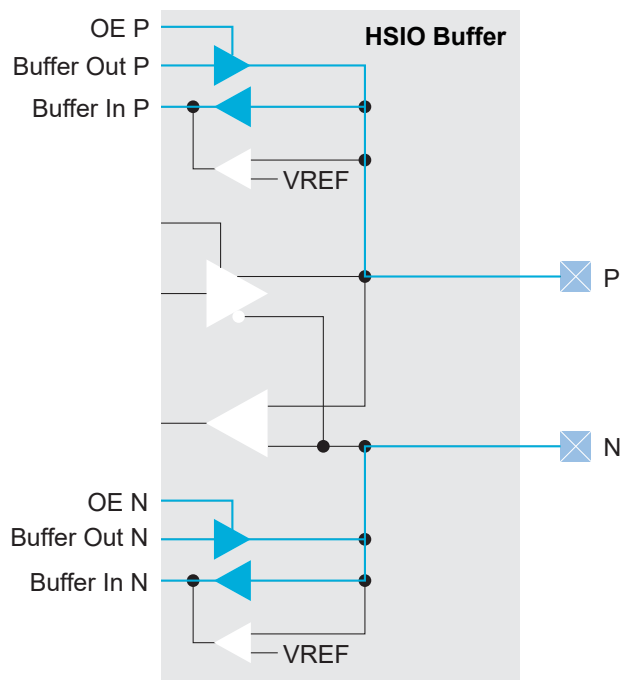 OE P
HSIO Buffer
Buffer Out P
Buffer In P
VREF
P
N
OE N
Buffer Out N
Buffer In N
VREF